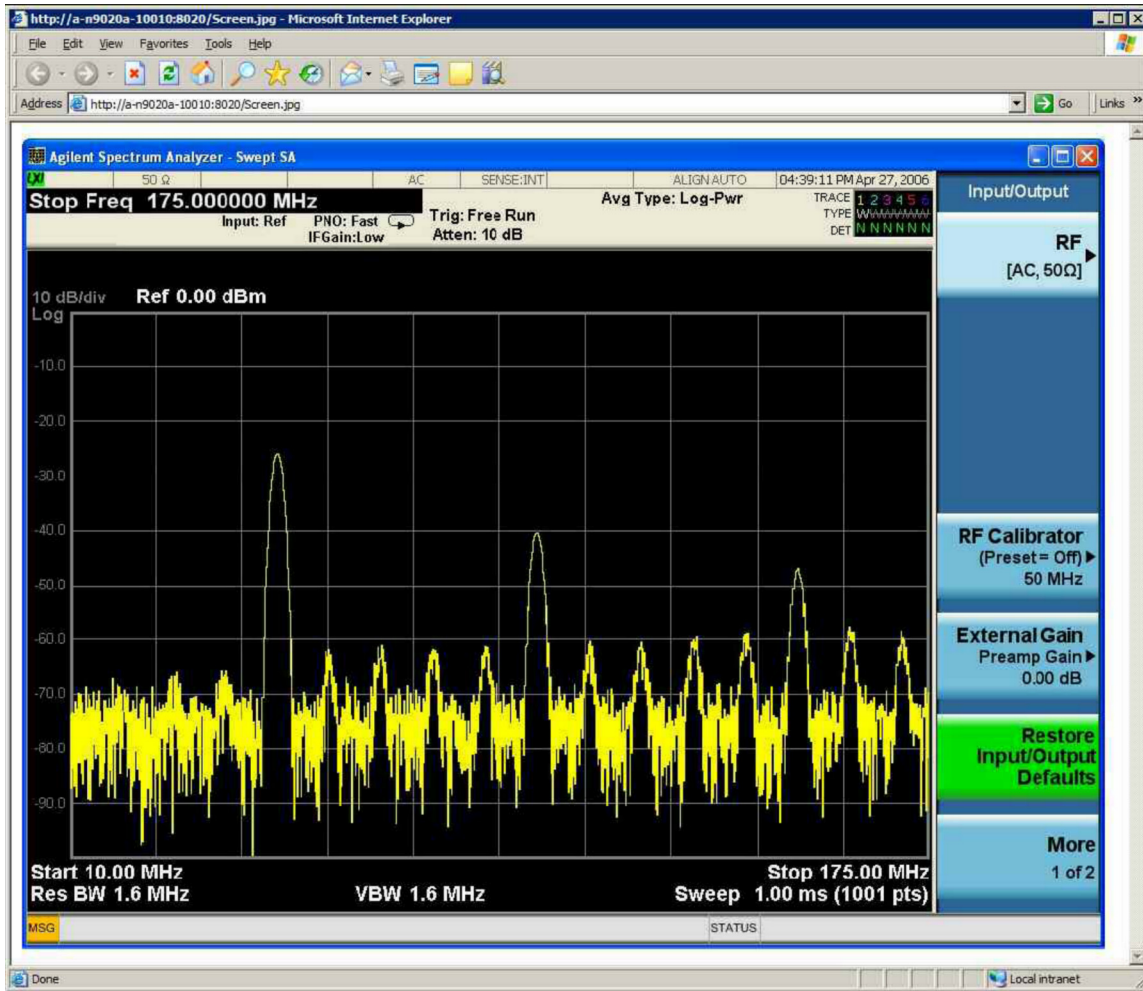 http://a-n9020a-10010:8020/Screen.jpg - Microsoft Internet Explorer
File Edit View Favorites Tools Help
Address http://a-n9020a-10010:8020/Screen.jpg Go Links »
Agilent Spectrum Analyzer - Swept SA
LXI 50 Ω AC SENSE:INT ALIGN AUTO 04:39:11 PM Apr 27, 2006
Stop Freq 175.000000 MHz
Input: Ref PNO: Fast Trig: Free Run Avg Type: Log-Pwr TRACE 1 2 3 4 5 6
IFGain:Low Atten: 10 dB TYPE WWWWWW
DET N N N N N N
10 dB/div Ref 0.00 dBm
Log
-10.0
-20.0
-30.0
-40.0
-50.0
-60.0
-70.0
-80.0
-90.0
Start 10.00 MHz Stop 175.00 MHz
Res BW 1.6 MHz VBW 1.6 MHz Sweep 1.00 ms (1001 pts)
MSG STATUS
Input/Output
RF
[AC, 50Ω]
RF Calibrator
(Preset = Off)
50 MHz
External Gain
Preamp Gain
0.00 dB
Restore
Input/Output
Defaults
More
1 of 2
Done Local intranet